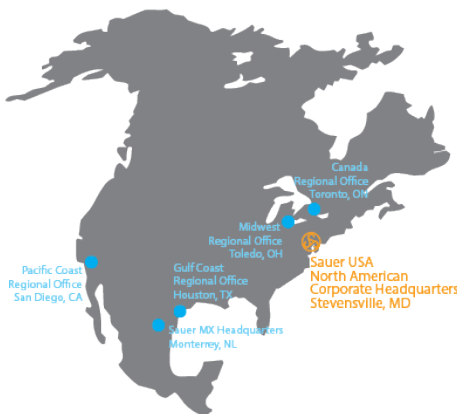 Canada
Regional Office
Toronto, ON
Midwest
Regional Office
Toledo, OH
Sauer USA
North American
Corporate Headquarters
Stevensville, MD
Pacific Coast
Regional Office
San Diego, CA
Gulf Coast
Regional Office
Houston, TX
Sauer MX Headquarters
Monterrey, NL